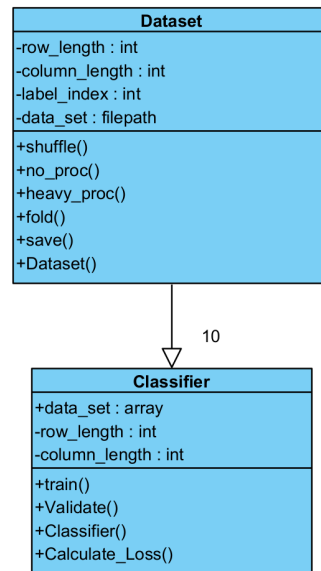 Dataset
-row_length : int
-column_length : int
-label_index : int
-data_set : filepath
+shuffle()
+no_proc()
+heavy_proc()
+fold()
+save()
+Dataset()
10
Classifier
+data_set : array
-row_length : int
-column_length : int
+train()
+Validate()
+Classifier()
+Calculate_Loss()